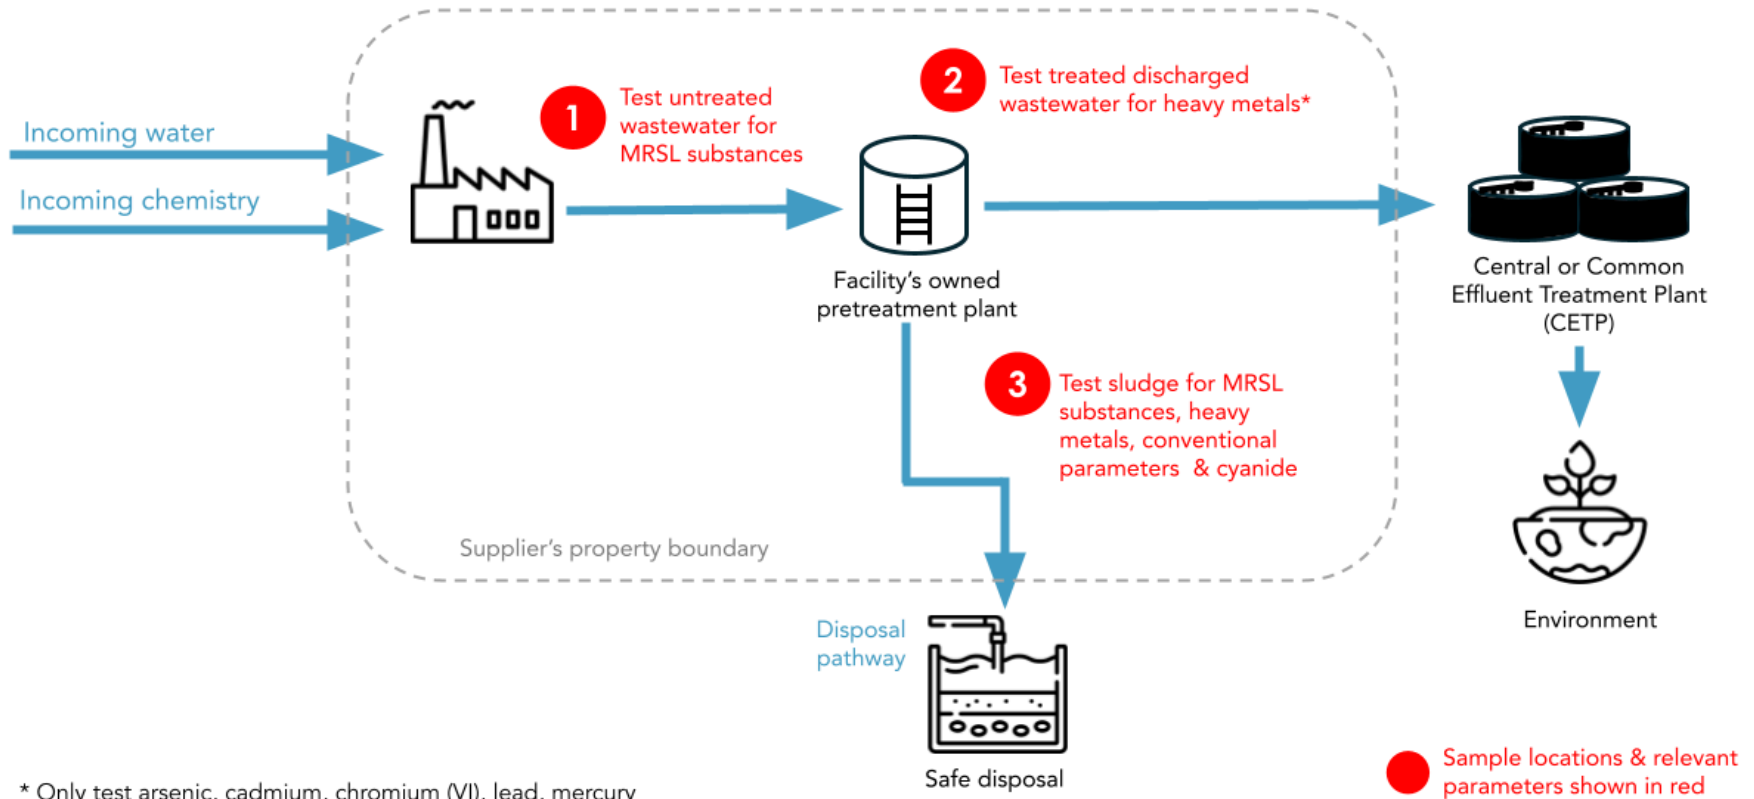 Incoming water
Incoming chemistry
1
Test untreated
wastewater for
MRSL substances
2
Test treated discharged
wastewater for heavy metals*
Facility's owned
pretreatment plant
Central or Common
Effluent Treatment Plant
(CETP)
3
Test sludge for MRSL
substances, heavy
metals, conventional
parameters & cyanide
Supplier's property boundary
Environment
Disposal
pathway
Safe disposal
Sample locations & relevant
parameters shown in red
* Only test arsenic, cadmium, chromium (VI), lead, mercury